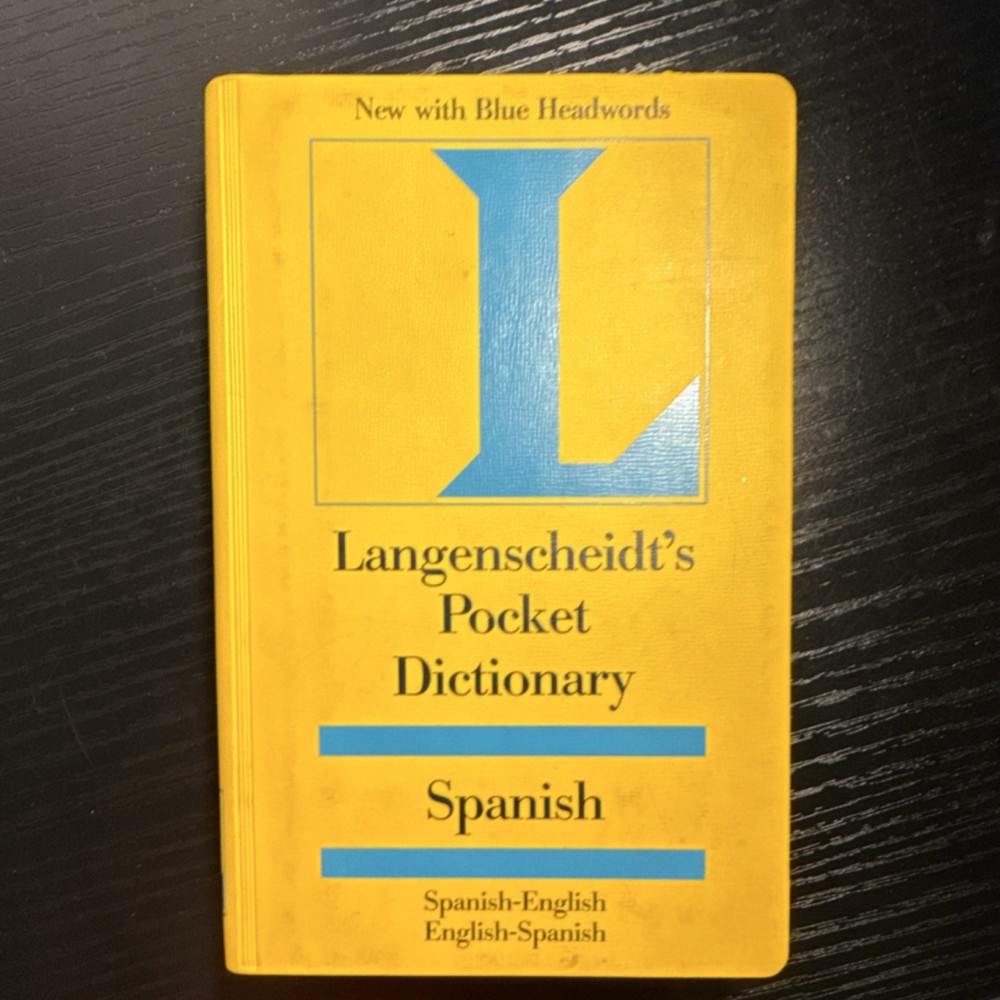 New with Blue Headwords
L
Langenscheidt's
Pocket
Dictionary
Spanish
Spanish-English
English-Spanish